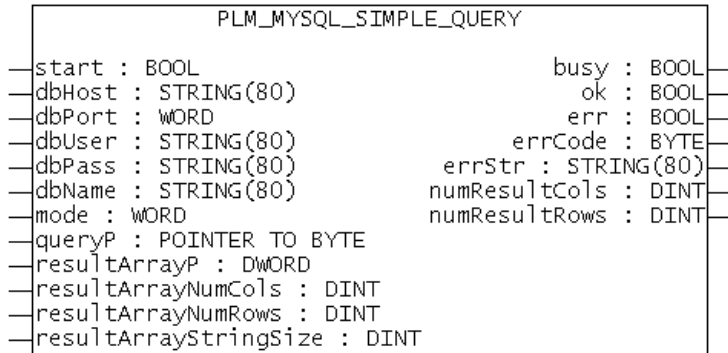 PLM_MYSQL_SIMPLE_QUERY
start : BOOL busy : BOOL
dbHost : STRING(80) ok : BOOL
dbPort : WORD err : BOOL
dbUser : STRING(80) errCode : BYTE
dbPass : STRING(80) errStr : STRING(80)
dbName : STRING(80) numResultCols : DINT
mode : WORD numResultRows : DINT
queryP : POINTER TO BYTE
resultArrayP : DWORD
resultArrayNumCols : DINT
resultArrayNumRows : DINT
resultArrayStringSize : DINT